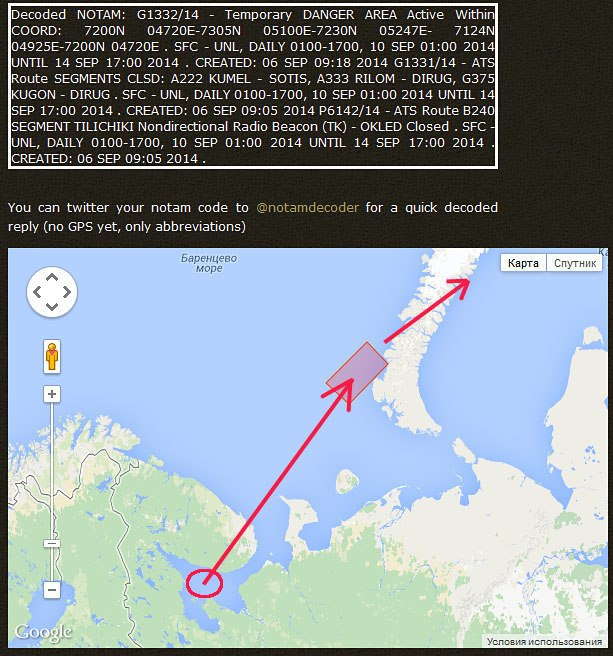 Decoded NOTAM: G1332/14 - Temporary DANGER AREA Active Within
COORD: 7200N 04720E-7305N 05100E-7230N 05247E- 7124N
04925E-7200N 04720E . SFC - UNL, DAILY 0100-1700, 10 SEP 01:00 2014
UNTIL 14 SEP 17:00 2014 . CREATED: 06 SEP 09:18 2014 G1331/14 - ATS
Route SEGMENTS CLSD: A222 KUMEL - SOTIS, A333 RILOM - DIRUG, G375
KUGON - DIRUG . SFC - UNL, DAILY 0100-1700, 10 SEP 01:00 2014 UNTIL 14
SEP 17:00 2014 . CREATED: 06 SEP 09:05 2014 P6142/14 - ATS Route B240
SEGMENT TILICHIKI Nondirectional Radio Beacon (TK) - OKLED Closed . SFC -
UNL, DAILY 0100-1700, 10 SEP 01:00 2014 UNTIL 14 SEP 17:00 2014 .
CREATED: 06 SEP 09:05 2014 .
You can twitter your notam code to @notamdecoder for a quick decoded
reply (no GPS yet, only abbreviations)
Баренцево
море
Карта Спутник
Google
Условия использования